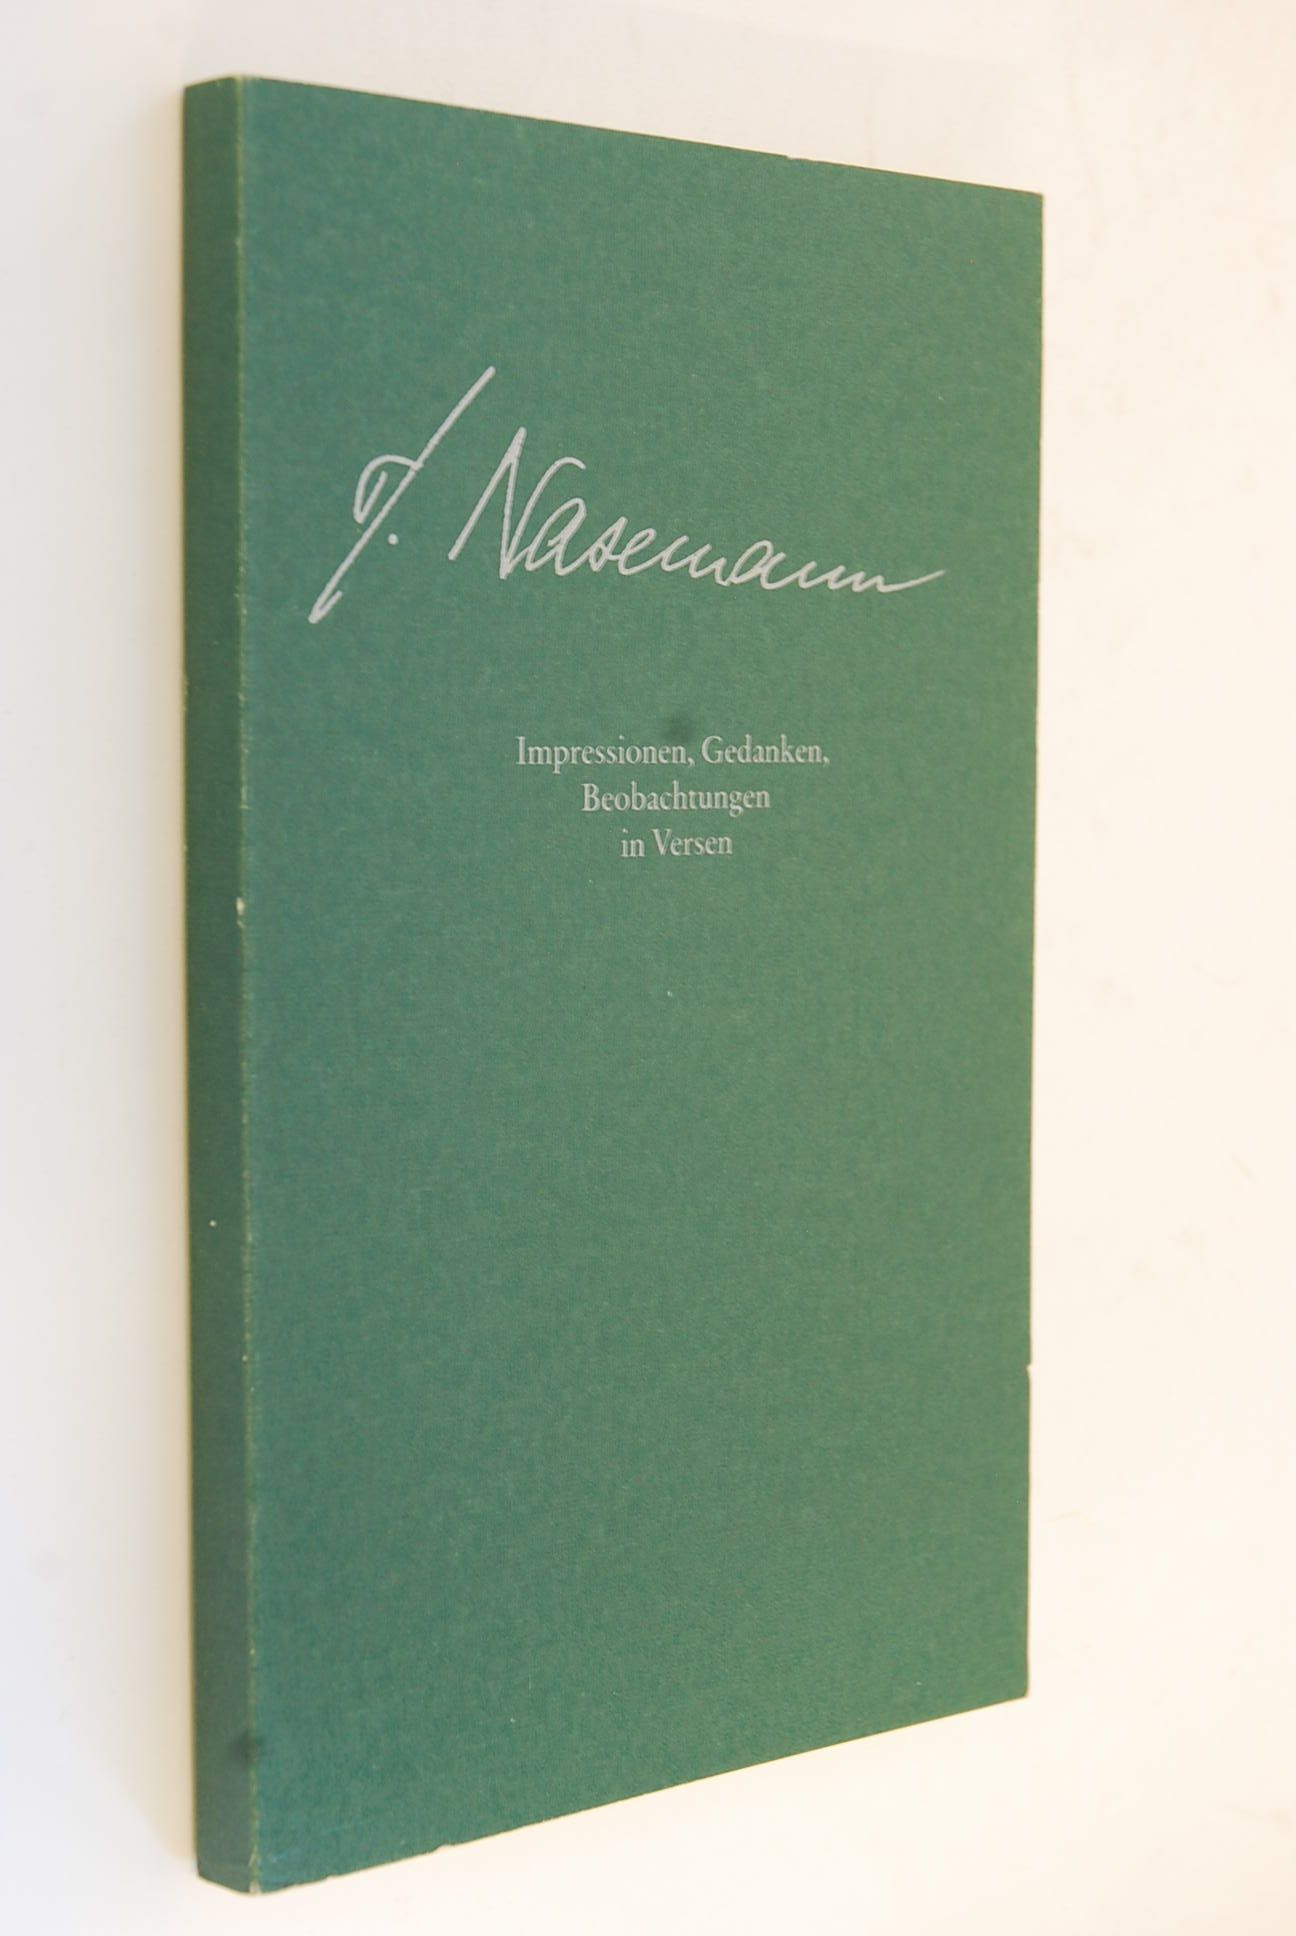 J. Nasemann
Impressionen, Gedanken,
Beobachtungen
in Versen